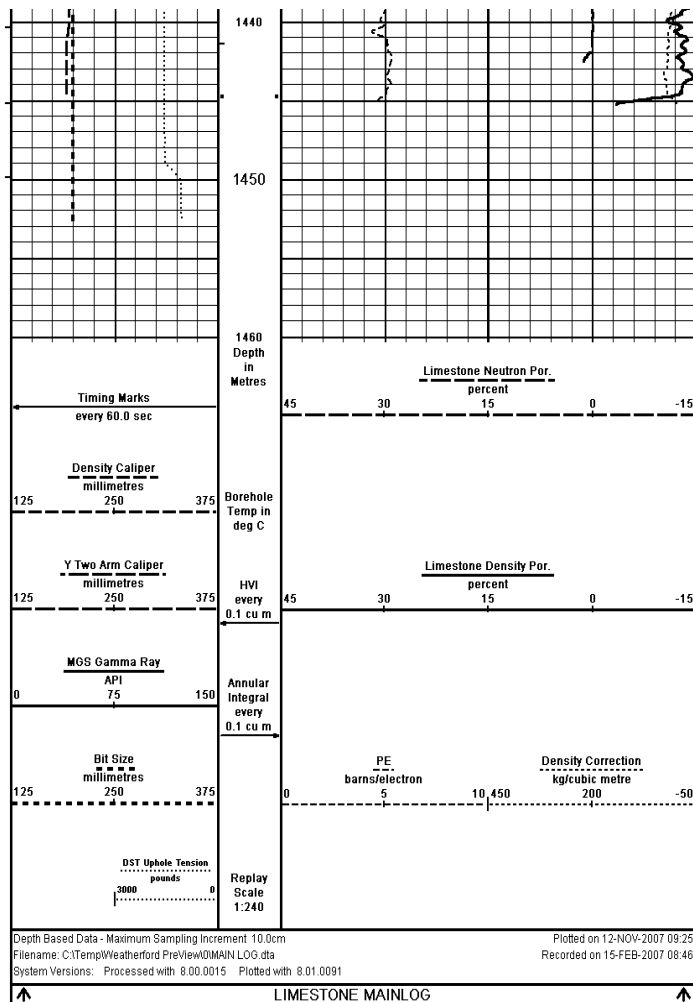 1440
1450
1460
Depth
in
Metres
Timing Marks
every 60.0 sec
Limestone Neutron Por.
percent
45 30 15 0 -15
Density Caliper
millimetres
125 250 375
Borehole
Temp in
deg C
Y Two Arm Caliper
millimetres
125 250 375
HVI
every
0.1 cu m
Limestone Density Por.
percent
45 30 15 0 -15
MGS Gamma Ray
API
0 75 150
Annular
Integral
every
0.1 cu m
Bit Size
millimetres
125 250 375
PE
barns/electron
0 5 10
Density Correction
kg/cubic metre
450 200 -50
DST Uphole Tension
pounds
3000 0
Replay
Scale
1:240
Depth Based Data - Maximum Sampling Increment 10.0cm
Plotted on 12-NOV-2007 09:25
Filename: C:\Temp\Weatherford PreView\0\MAIN LOG.dta
Recorded on 15-FEB-2007 08:46
System Versions: Processed with 8.00.0015 Plotted with 8.01.0091
LIMESTONE MAINLOG